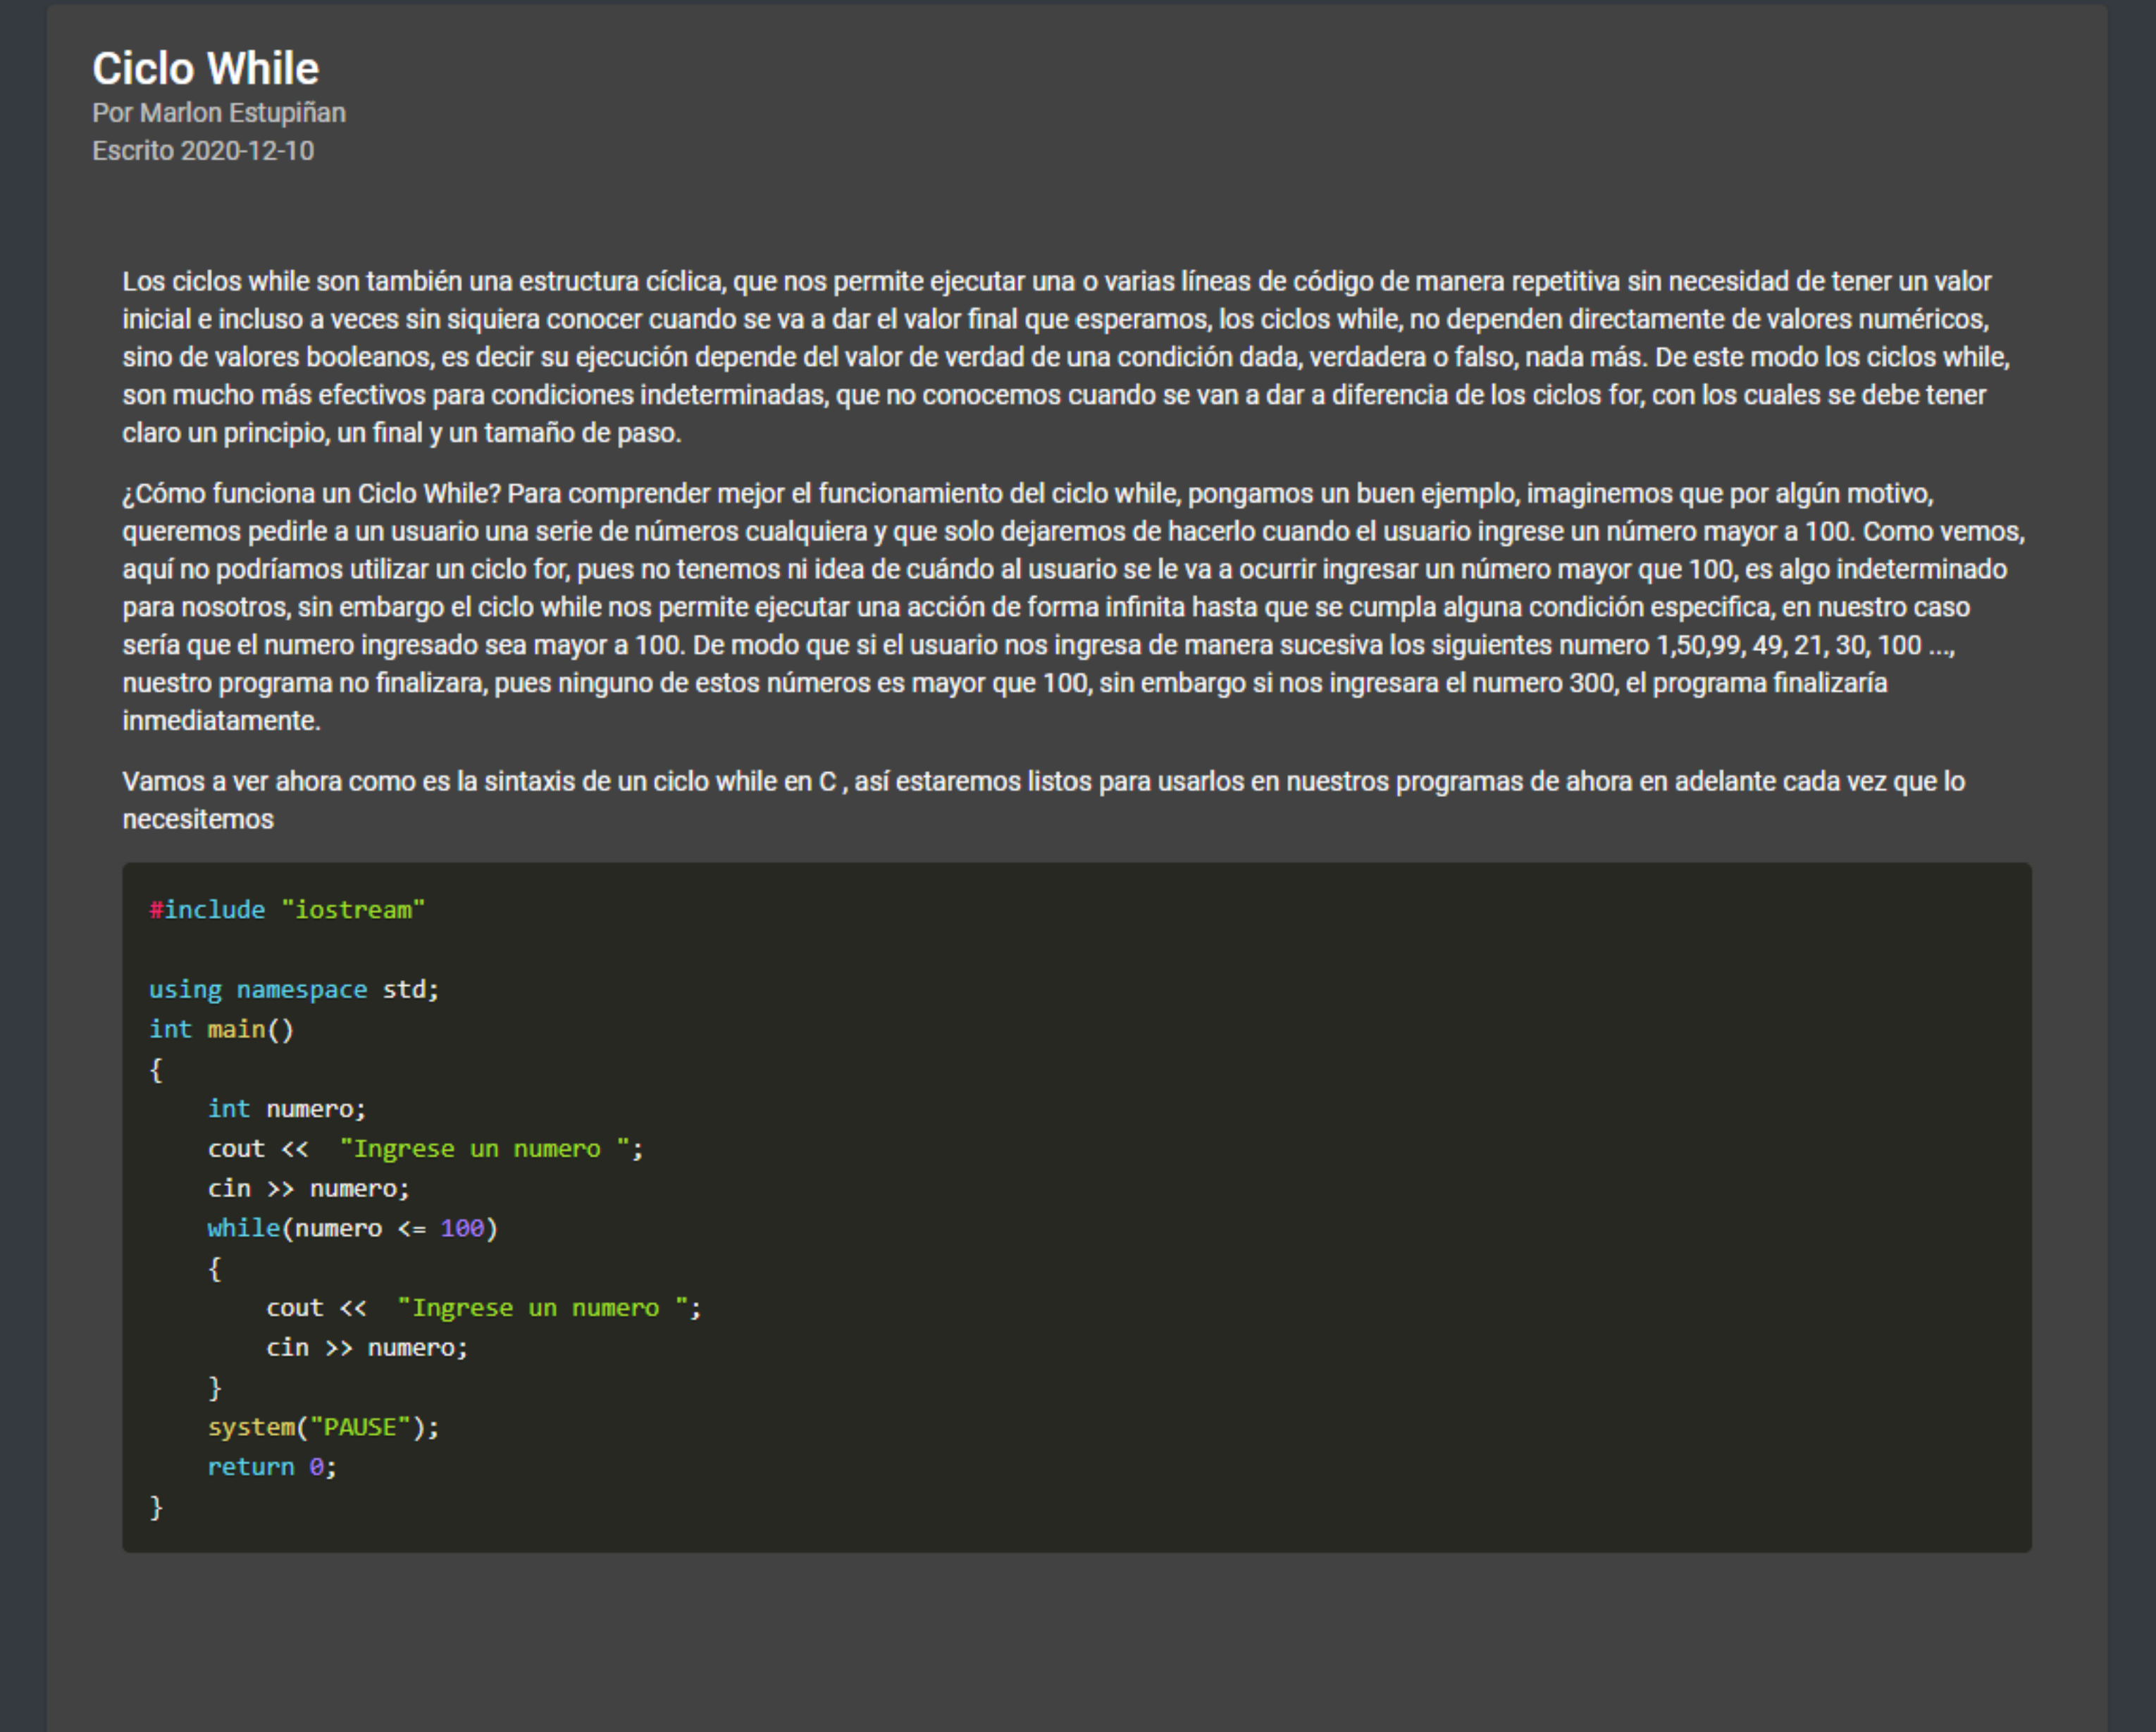 Ciclo While
Por Marlon Estupiñan
Escrito 2020-12-10
Los ciclos while son también una estructura cíclica, que nos permite ejecutar una o varias líneas de código de manera repetitiva sin necesidad de tener un valor
inicial e incluso a veces sin siquiera conocer cuando se va a dar el valor final que esperamos, los ciclos while, no dependen directamente de valores numéricos,
sino de valores booleanos, es decir su ejecución depende del valor de verdad de una condición dada, verdadera o falso, nada más. De este modo los ciclos while,
son mucho más efectivos para condiciones indeterminadas, que no conocemos cuando se van a dar a diferencia de los ciclos for, con los cuales se debe tener
claro un principio, un final y un tamaño de paso.
¿Cómo funciona un Ciclo While? Para comprender mejor el funcionamiento del ciclo while, pongamos un buen ejemplo, imaginemos que por algún motivo,
queremos pedirle a un usuario una serie de números cualquiera y que solo dejaremos de hacerlo cuando el usuario ingrese un número mayor a 100. Como vemos,
aquí no podríamos utilizar un ciclo for, pues no tenemos ni idea de cuándo al usuario se le va a ocurrir ingresar un número mayor que 100, es algo indeterminado
para nosotros, sin embargo el ciclo while nos permite ejecutar una acción de forma infinita hasta que se cumpla alguna condición especifica, en nuestro caso
sería que el numero ingresado sea mayor a 100. De modo que si el usuario nos ingresa de manera sucesiva los siguientes numero 1,50,99, 49, 21, 30, 100 ...,
nuestro programa no finalizara, pues ninguno de estos números es mayor que 100, sin embargo si nos ingresara el numero 300, el programa finalizaría
inmediatamente.
Vamos a ver ahora como es la sintaxis de un ciclo while en C , así estaremos listos para usarlos en nuestros programas de ahora en adelante cada vez que lo
necesitemos
#include "iostream"
using namespace std;
int main()
{
    int numero;
    cout <<  "Ingrese un numero ";
    cin >> numero;
    while(numero <= 100)
    {
        cout <<  "Ingrese un numero ";
        cin >> numero;
    }
    system("PAUSE");
    return 0;
}